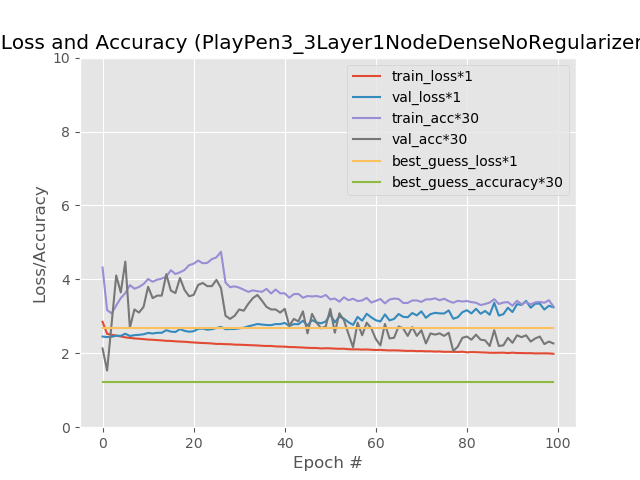 Loss and Accuracy (PlayPen3_3Layer1NodeDenseNoRegularizer
train_loss*1
val_loss*1
train_acc*30
val_acc*30
best_guess_loss*1
best_guess_accuracy*30
Loss/Accuracy
10
8
6
4
2
0
0 20 40 60 80 100
Epoch #